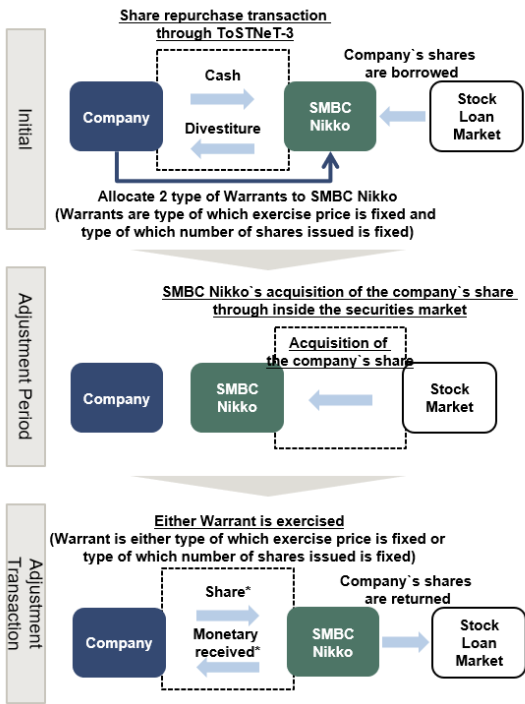 Initial
Share repurchase transaction
through ToSTNeT-3
Company`s shares
are borrowed
Company
Cash
Divestiture
SMBC
Nikko
Stock
Loan
Market
Allocate 2 type of Warrants to SMBC Nikko
(Warrants are type of which exercise price is fixed and
type of which number of shares issued is fixed)
Adjustment Period
SMBC Nikko`s acquisition of the company`s share
through inside the securities market
Acquisition of
the company`s share
Company
SMBC
Nikko
Stock
Market
Adjustment
Transaction
Either Warrant is exercised
(Warrant is either type of which exercise price is fixed or
type of which number of shares issued is fixed)
Company`s shares
are returned
Company
Share*
Monetary
received*
SMBC
Nikko
Stock
Loan
Market